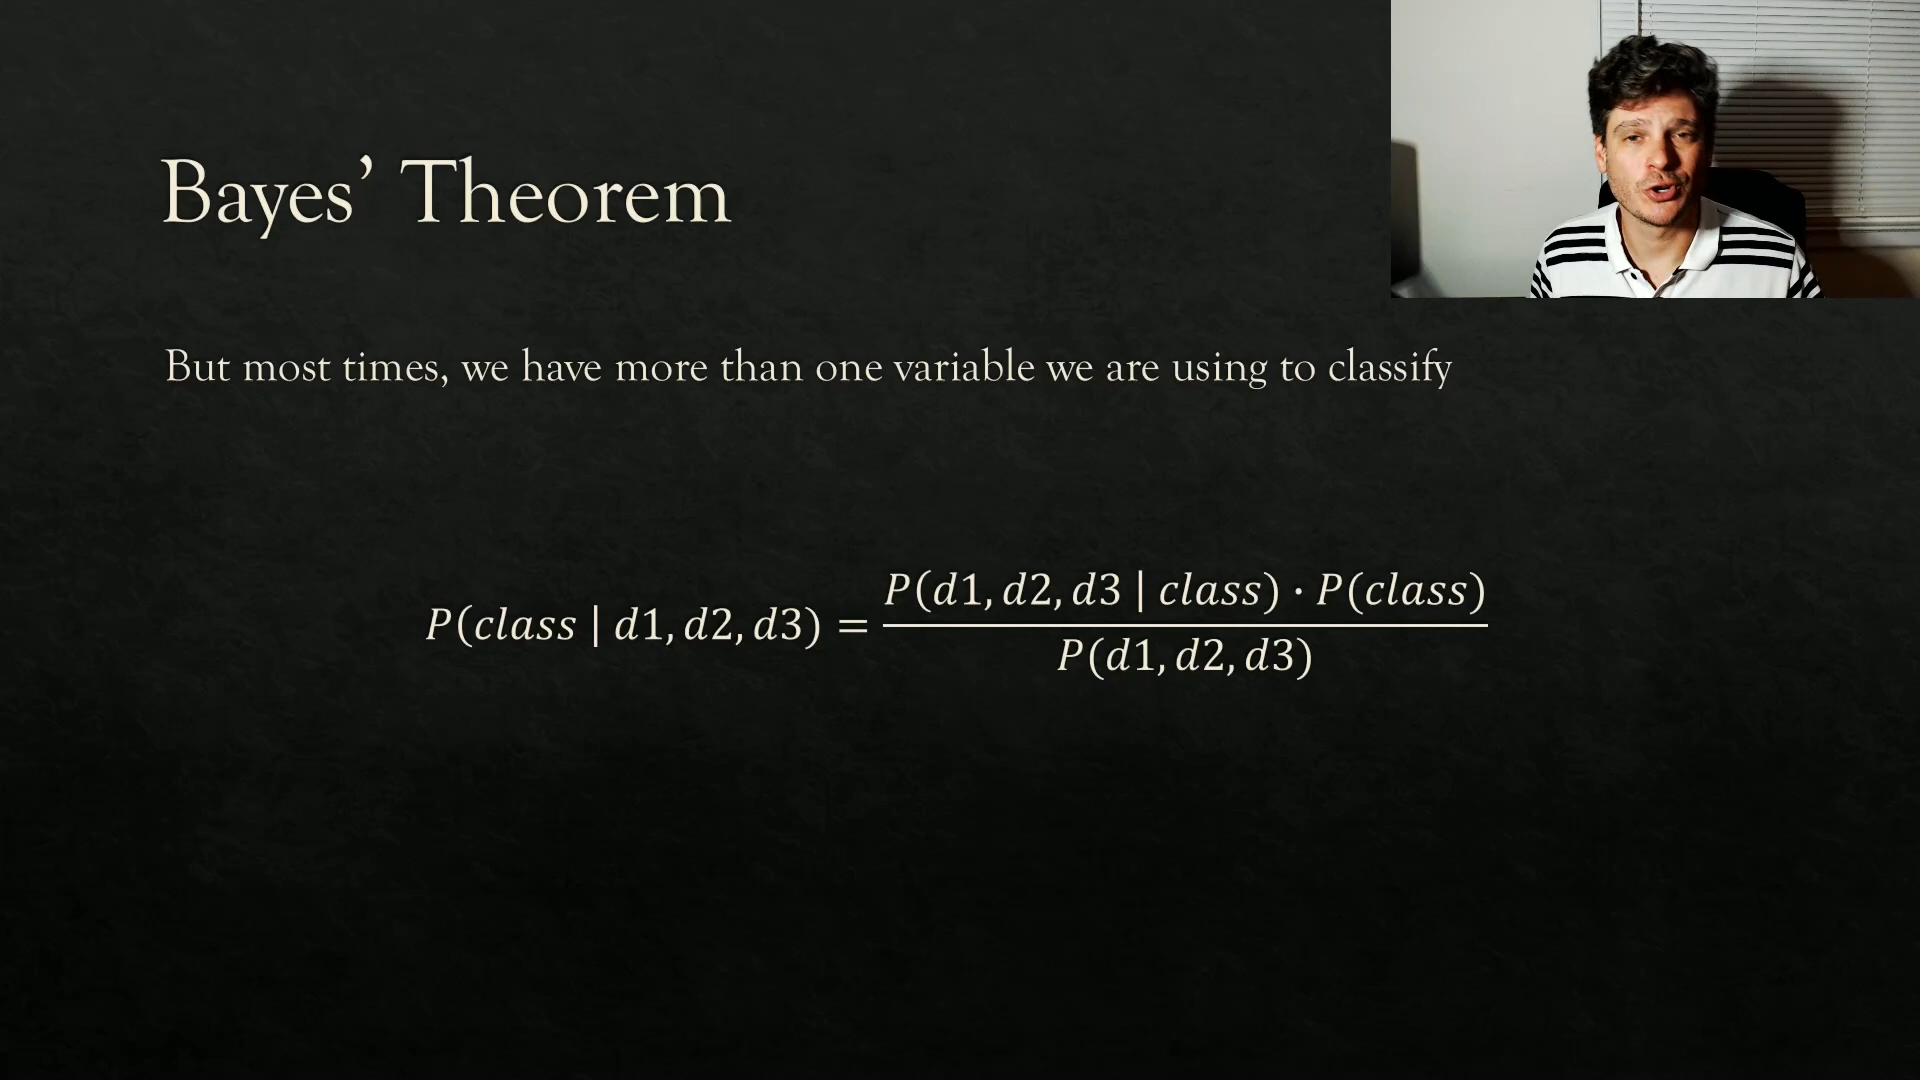 Bayes’ Theorem
But most times, we have more than one variable we are using to classify
P(class | d1, d2, d3) = P(d1, d2, d3 | class) · P(class) / P(d1, d2, d3)